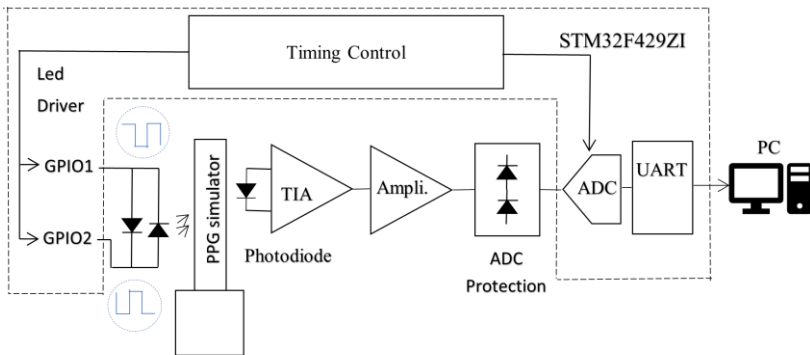 Timing Control
STM32F429ZI
Led
Driver
GPIO1
GPIO2
PPG simulator
TIA
Photodiode
Ampli.
ADC
Protection
ADC
UART
PC